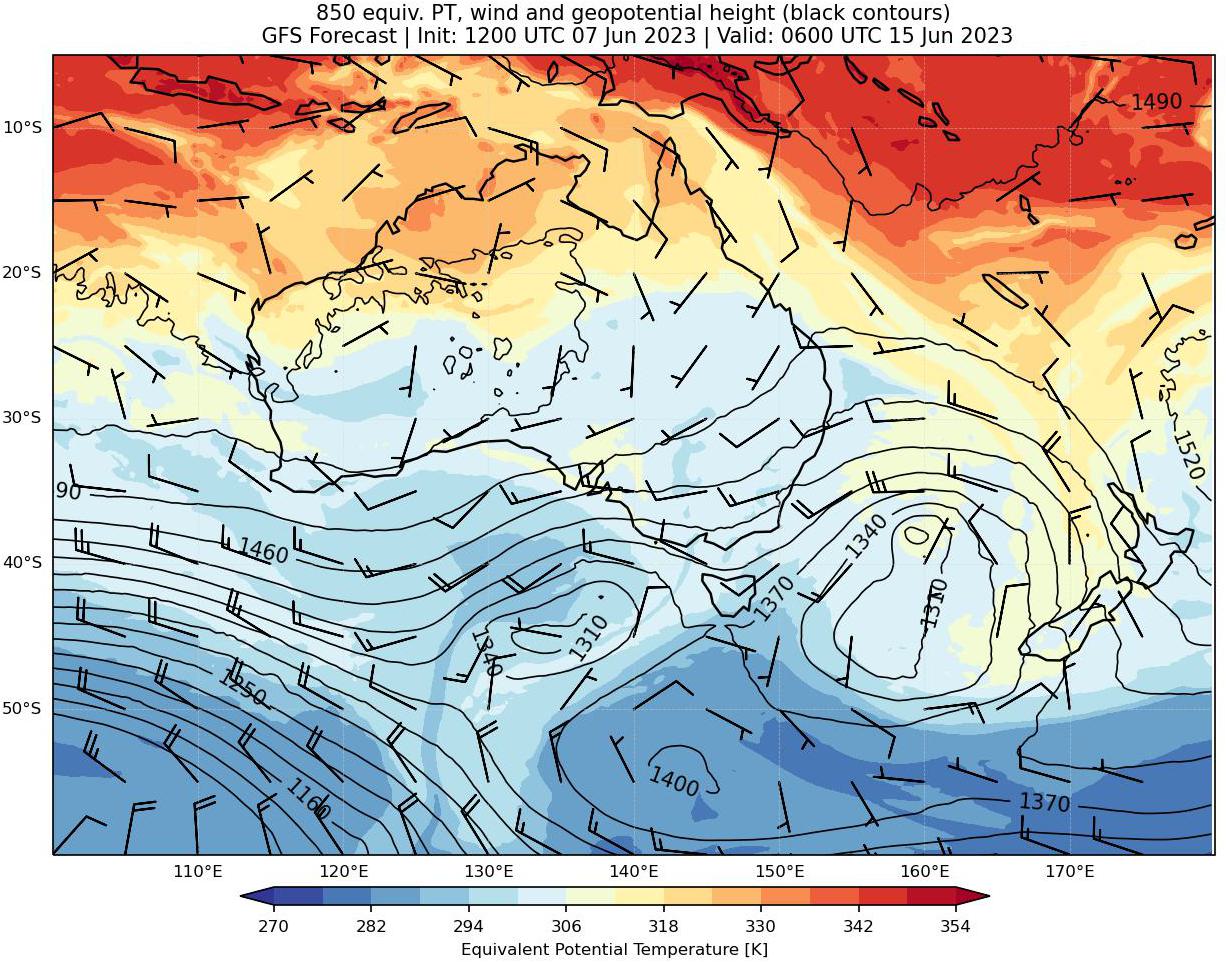 850 equiv. PT, wind and geopotential height (black contours)
GFS Forecast | Init: 1200 UTC 07 Jun 2023 | Valid: 0600 UTC 15 Jun 2023
1490
10°S
20°S
30°S
1520
90
1460
1340
40°S
1370
1310
1340
1310
1250
50°S
1400
1160
1370
110°E 120°E 130°E 140°E 150°E 160°E 170°E
270 282 294 306 318 330 342 354
Equivalent Potential Temperature [K]